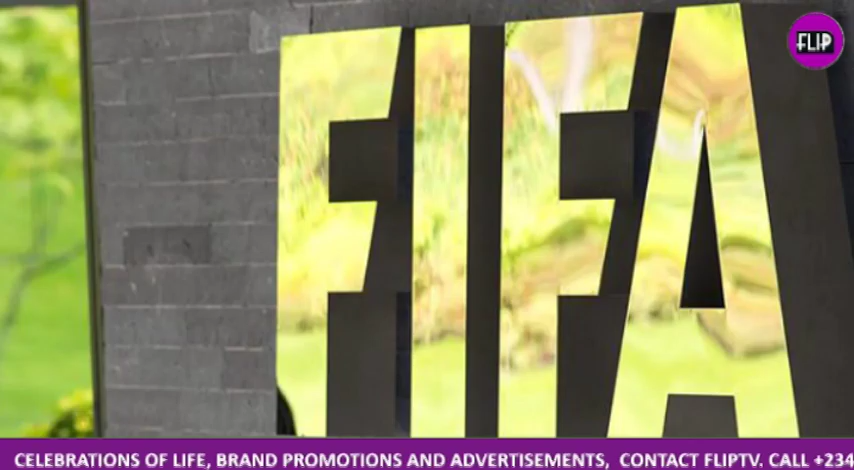 FIFA
FLIP
CELEBRATIONS OF LIFE, BRAND PROMOTIONS AND ADVERTISEMENTS, CONTACT FLIPTV. CALL +234